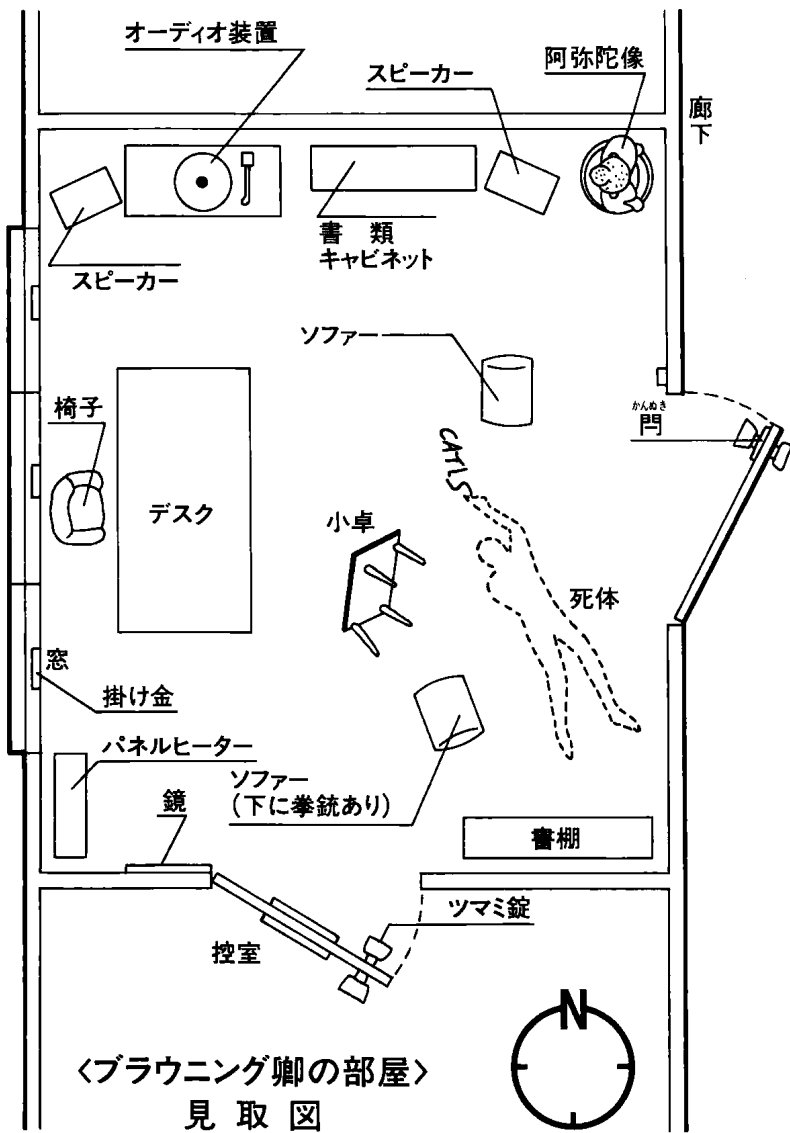 オーディオ装置
スピーカー
阿弥陀像
廊下
書類
キャビネット
スピーカー
ソファー
かんぬき
閂
椅子
デスク
CATLS
小卓
死体
窓
掛け金
パネルヒーター
ソファー
(下に拳銃あり)
鏡
書棚
ツマミ錠
控室
N
〈ブラウニング卿の部屋〉
見取図